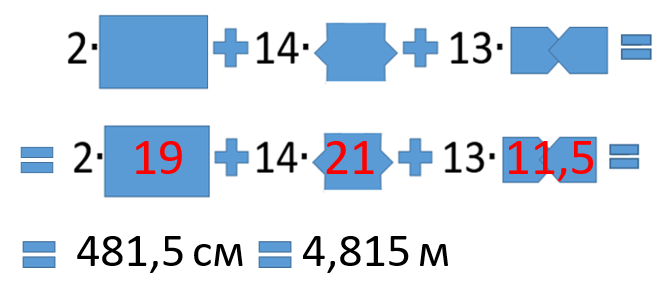 2· + 14· + 13· =
= 2· 19 + 14· 21 + 13· 11,5 =
= 481,5 см = 4,815 м